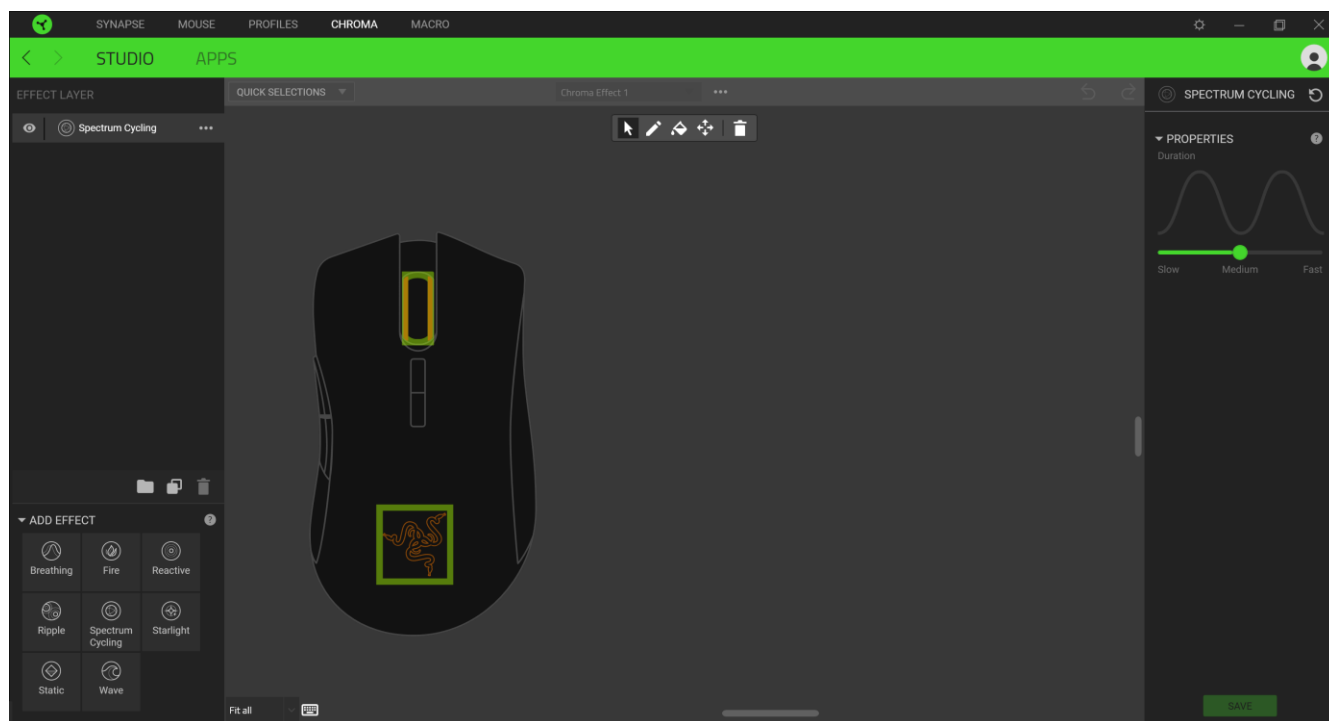 SYNAPSE MOUSE PROFILES CHROMA MACRO
STUDIO APPS
EFFECT LAYER
Spectrum Cycling
QUICK SELECTIONS
Chroma Effect 1
SPECTRUM CYCLING
PROPERTIES
Duration
Slow Medium Fast
ADD EFFECT
Breathing Fire Reactive
Ripple Spectrum Cycling Starlight
Static Wave
Fit all
SAVE